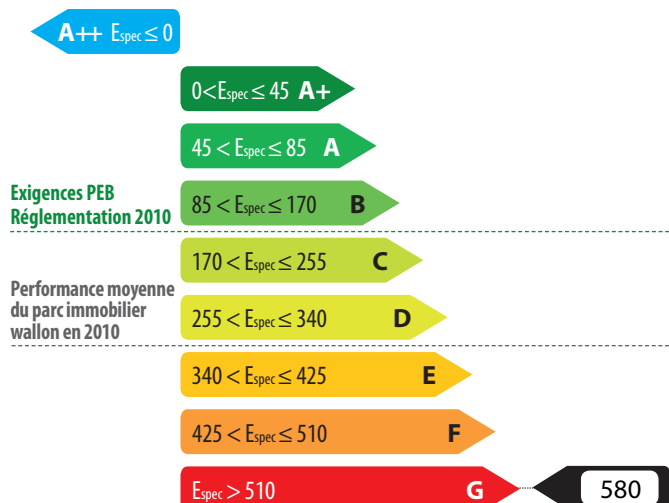 A++ Espec ≤ 0
0<Espec ≤ 45 A+
45 < Espec ≤ 85 A
Exigences PEB
Réglementation 2010
85 < Espec ≤ 170 B
170 < Espec ≤ 255 C
Performance moyenne
du parc immobilier
wallon en 2010
255 < Espec ≤ 340 D
340 < Espec ≤ 425 E
425 < Espec ≤ 510 F
Espec > 510 G
580